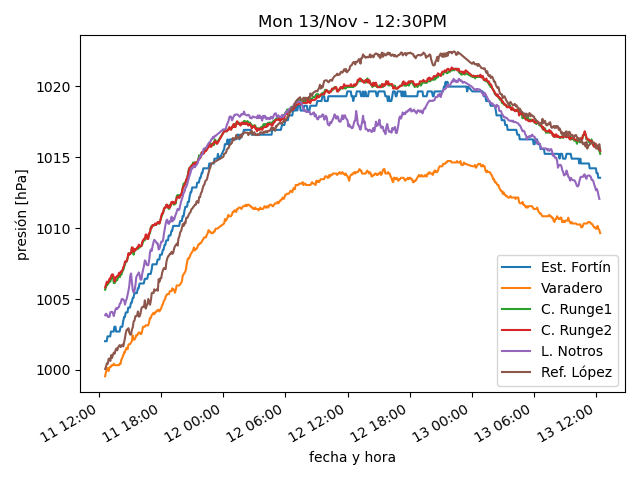 Mon 13/Nov - 12:30PM
presión [hPa]
1020
1015
1010
1005
1000
Est. Fortín
Varadero
C. Runge1
C. Runge2
L. Notros
Ref. López
11 12:00
11 18:00
12 00:00
12 06:00
12 12:00
12 18:00
13 00:00
13 06:00
13 12:00
fecha y hora